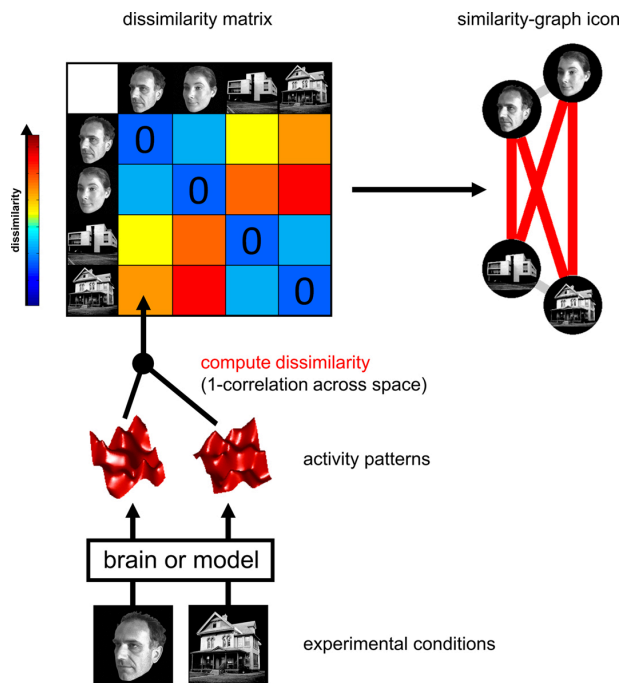 dissimilarity matrix
similarity-graph icon
dissimilarity
0
0
0
0
compute dissimilarity
(1-correlation across space)
activity patterns
brain or model
experimental conditions